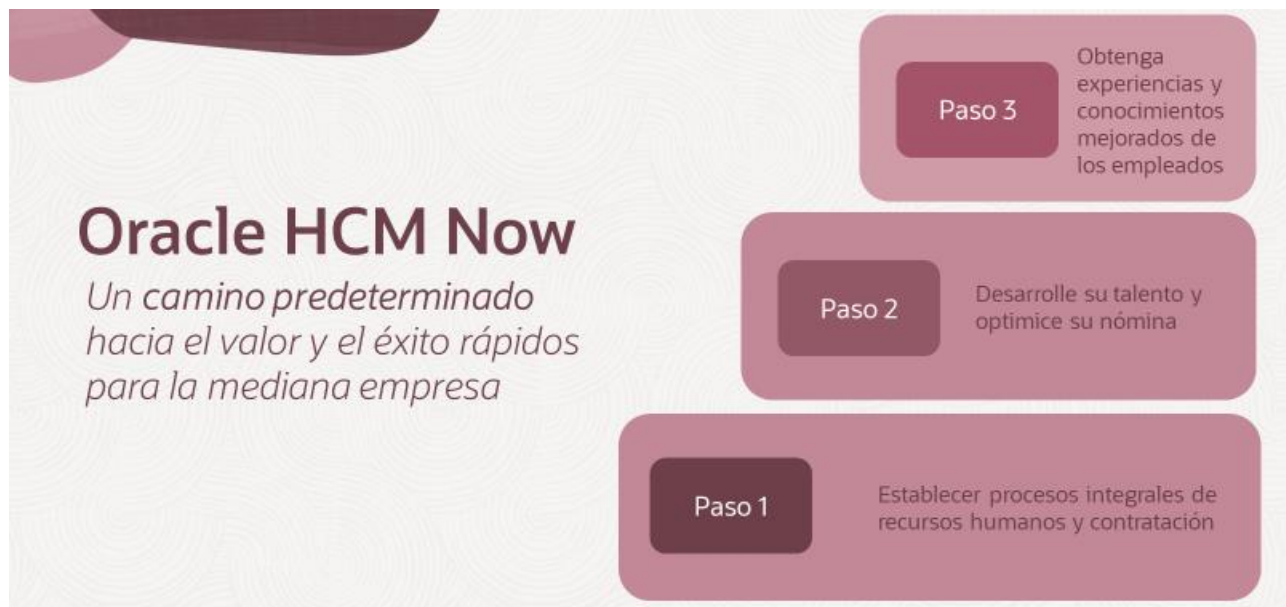 Oracle HCM Now
Un camino predeterminado
hacia el valor y el éxito rápidos
para la mediana empresa
Paso 3
Obtenga
experiencias y
conocimientos
mejorados de
los empleados
Paso 2
Desarrolle su talento y
optimice su nómina
Paso 1
Establecer procesos integrales de
recursos humanos y contratación